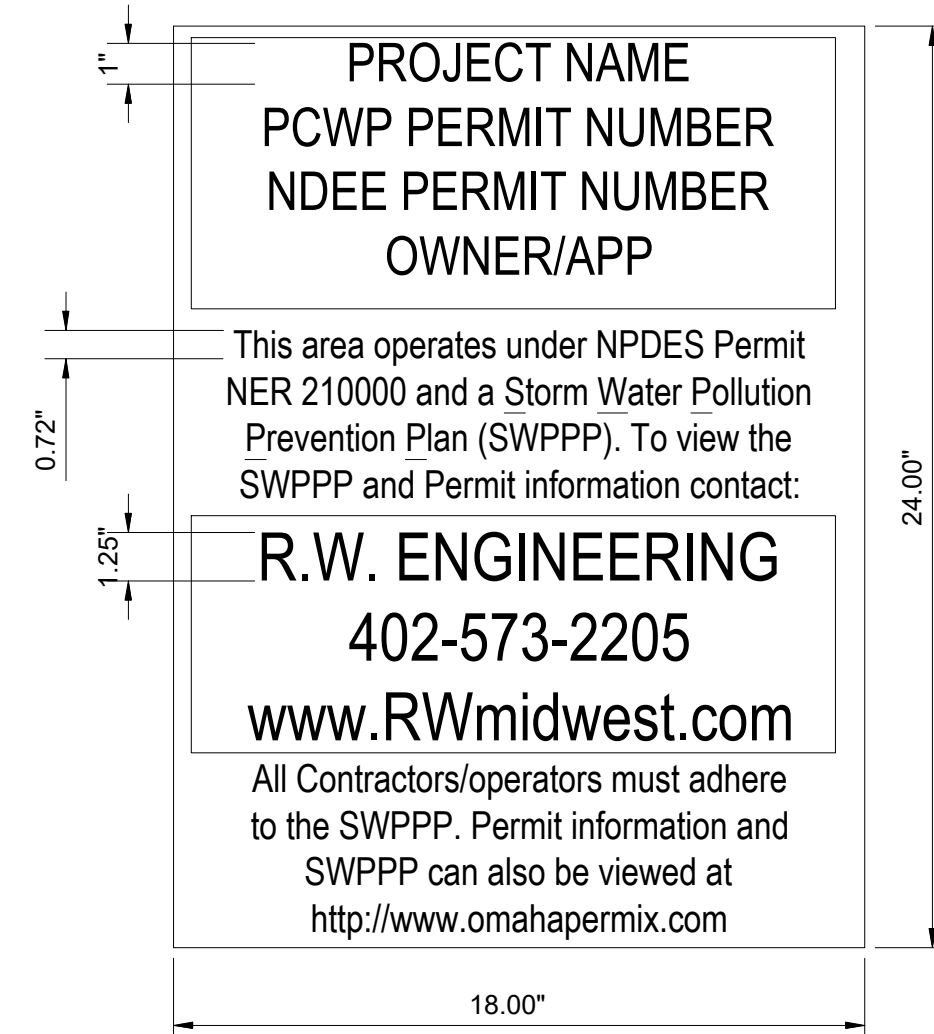 1"
PROJECT NAME
PCWP PERMIT NUMBER
NDEE PERMIT NUMBER
OWNER/APP
0.72"
This area operates under NPDES Permit
NER 210000 and a Storm Water Pollution
Prevention Plan (SWPPP). To view the
SWPPP and Permit information contact:
24.00"
1.25"
R.W. ENGINEERING
402-573-2205
www.RWmidwest.com
All Contractors/operators must adhere
to the SWPPP. Permit information and
SWPPP can also be viewed at
http://www.omahapermix.com
18.00"